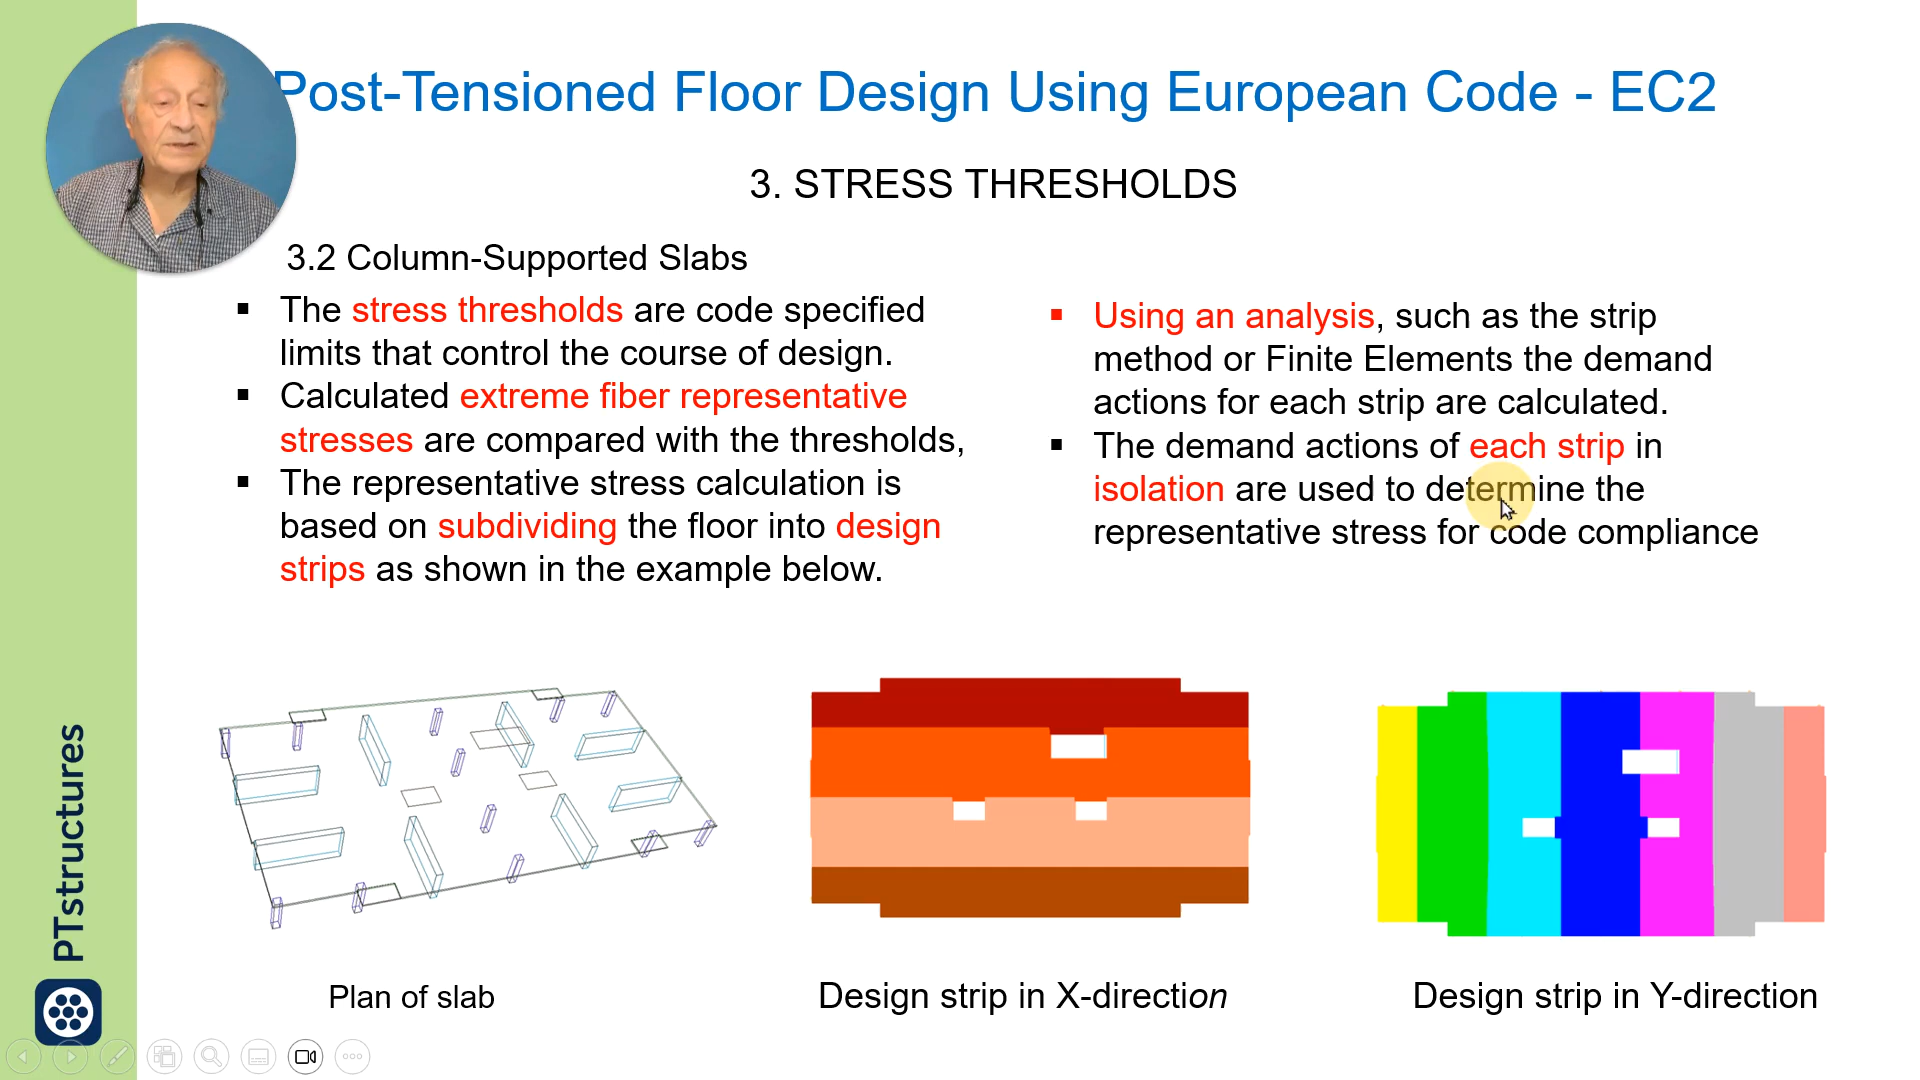 Post-Tensioned Floor Design Using European Code - EC2
3. STRESS THRESHOLDS
3.2 Column-Supported Slabs
▪ The stress thresholds are code specified
limits that control the course of design.
▪ Calculated extreme fiber representative
stresses are compared with the thresholds,
▪ The representative stress calculation is
based on subdividing the floor into design
strips as shown in the example below.
▪ Using an analysis, such as the strip
method or Finite Elements the demand
actions for each strip are calculated.
▪ The demand actions of each strip in
isolation are used to determine the
representative stress for code compliance
Plan of slab
Design strip in X-direction
Design strip in Y-direction
PTstructures